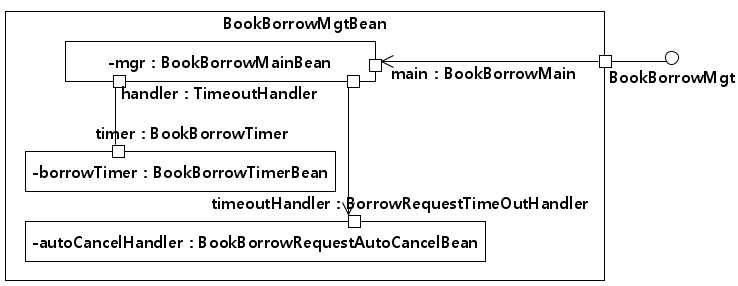 BookBorrowMgtBean
-mgr : BookBorrowMainBean
main : BookBorrowMain
BookBorrowMgt
handler : TimeoutHandler
timer : BookBorrowTimer
-borrowTimer : BookBorrowTimerBean
timeoutHandler : BorrowRequestTimeOutHandler
-autoCancelHandler : BookBorrowRequestAutoCancelBean